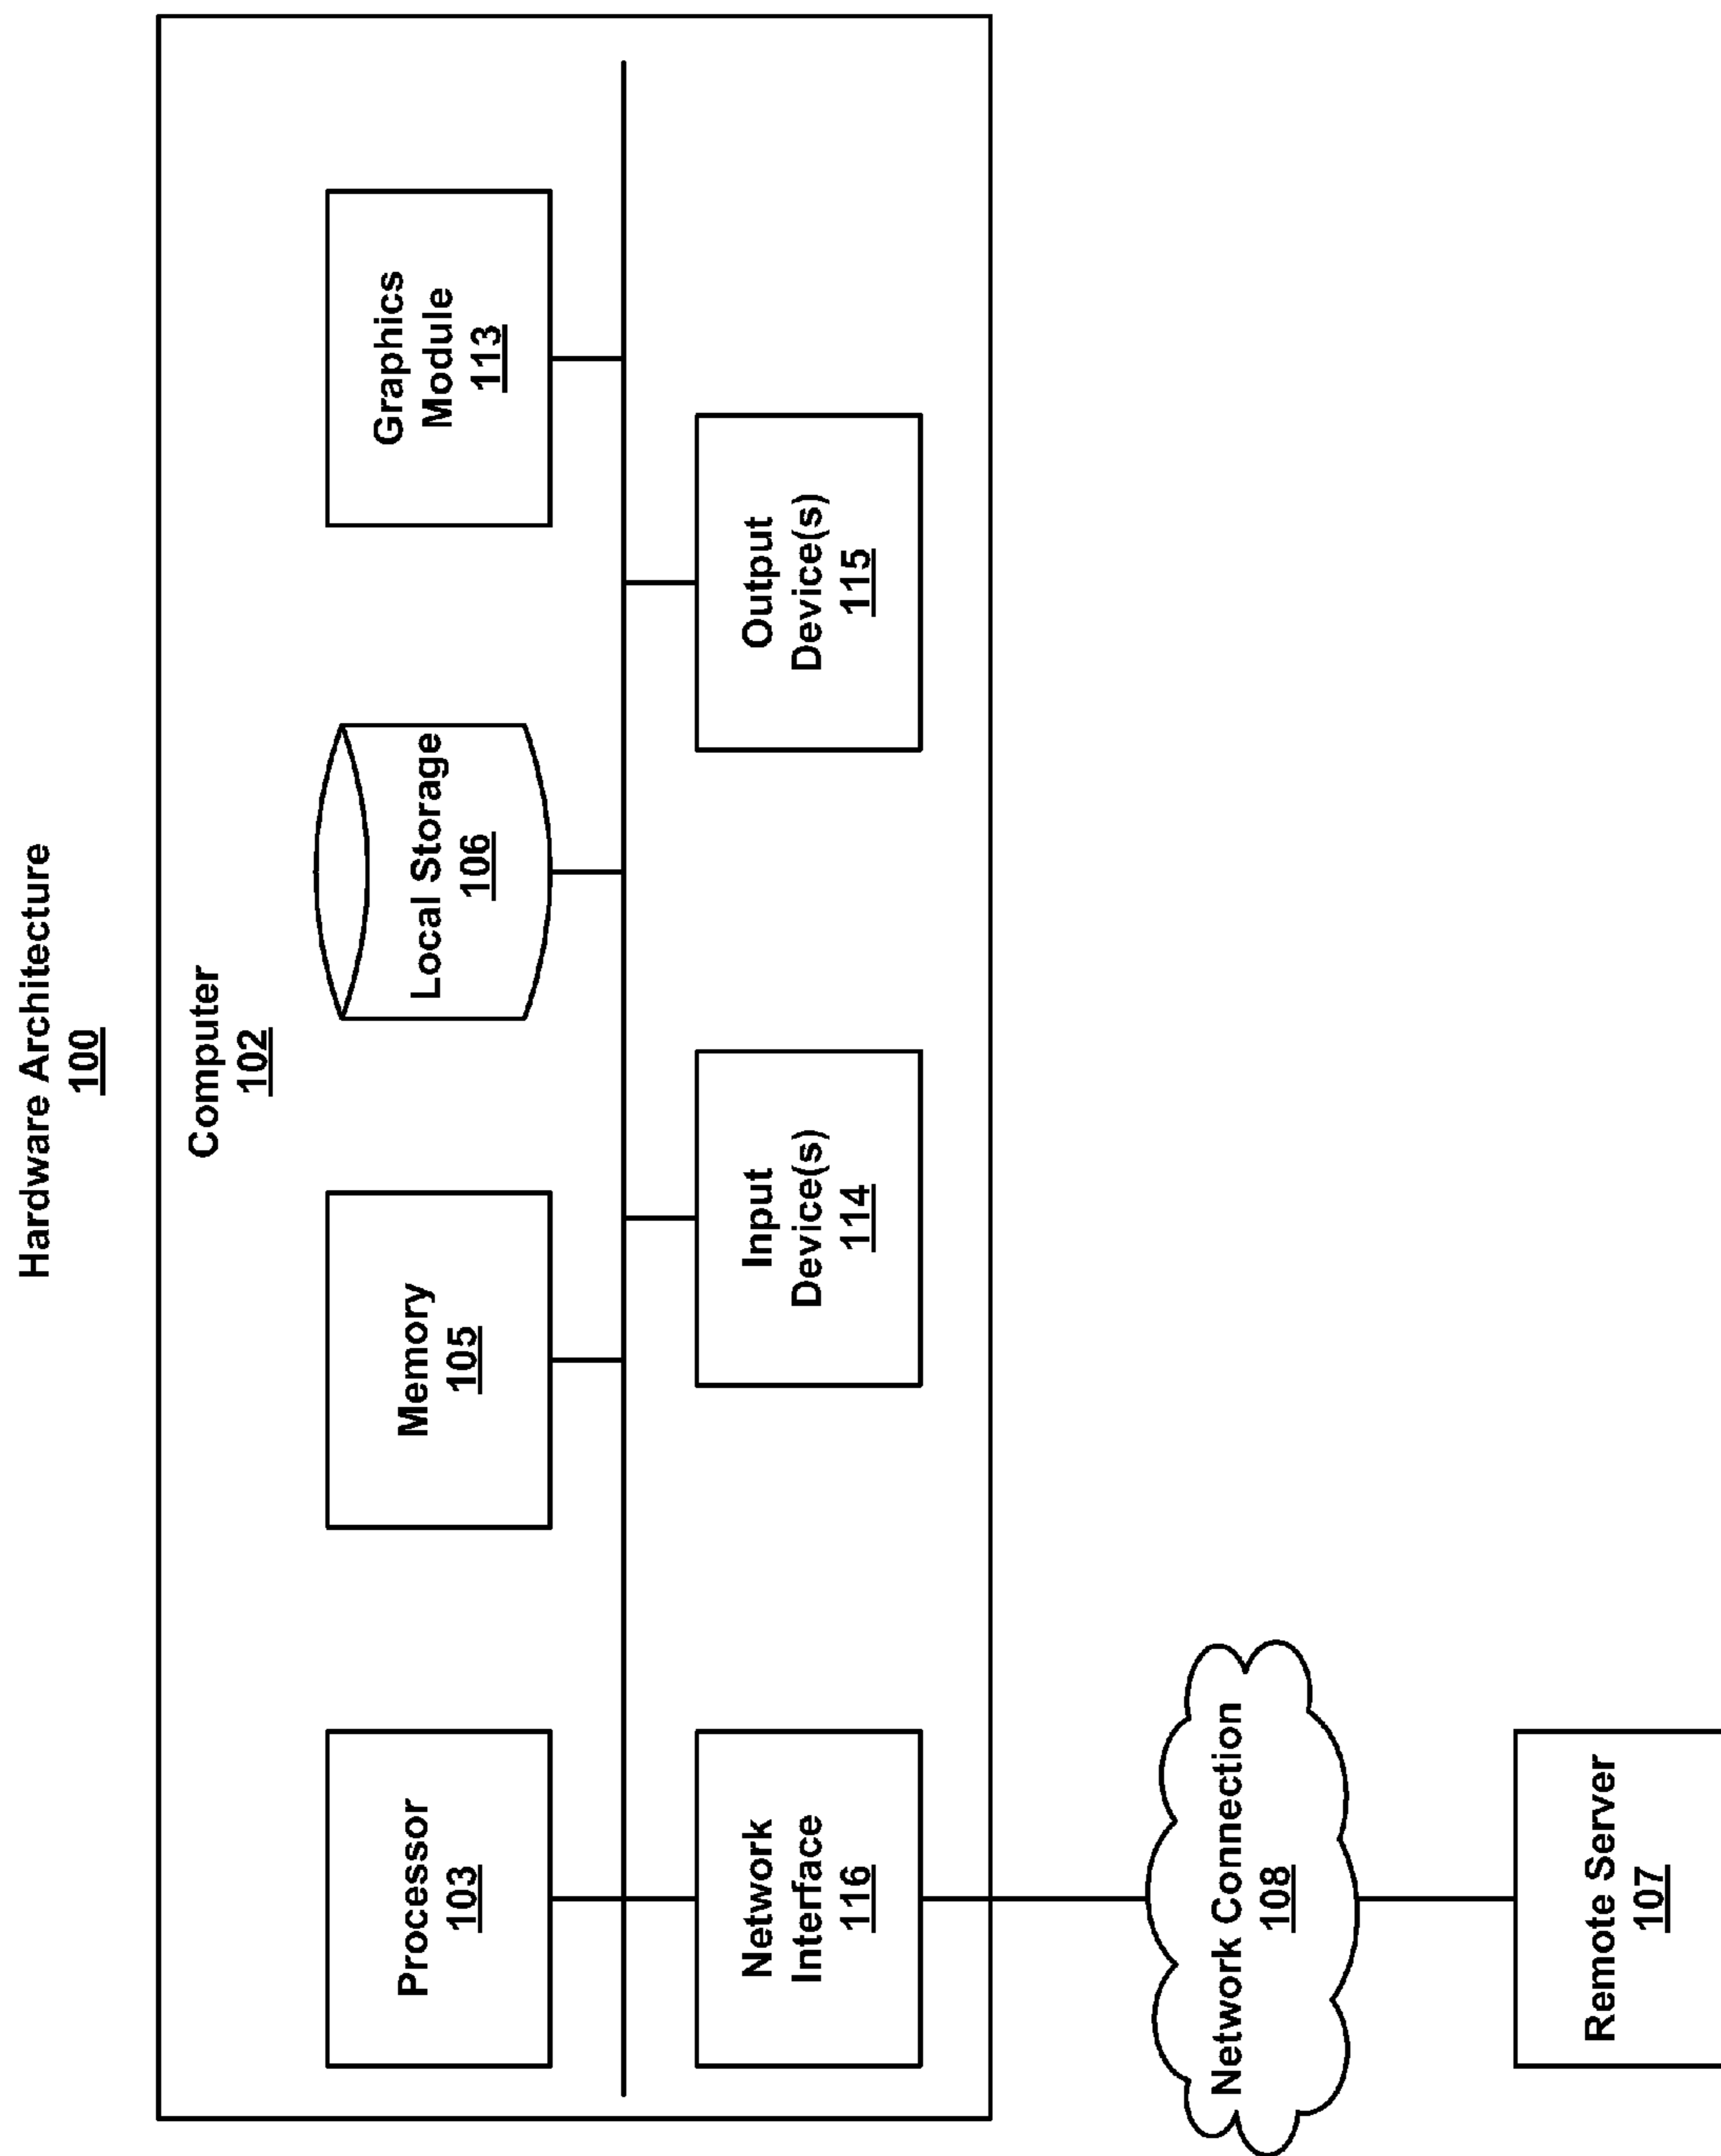 Hardware Architecture
100
Computer
102
Processor
103
Memory
105
Local Storage
106
Graphics
Module
113
Network
Interface
116
Input
Device(s)
114
Output
Device(s)
115
Network Connection
108
Remote Server
107